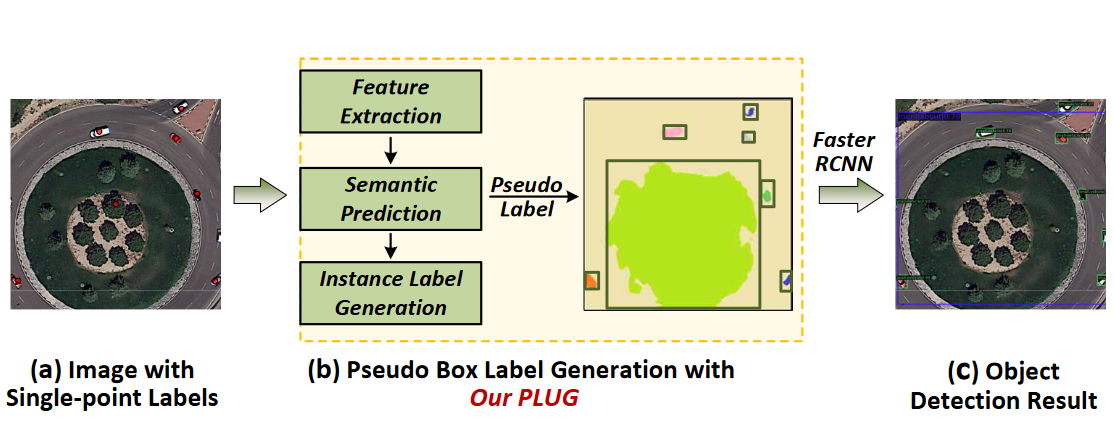 Feature
Extraction
Semantic
Prediction
Instance Label
Generation
Pseudo
Label
Faster
RCNN
(a) Image with
Single-point Labels
(b) Pseudo Box Label Generation with
Our PLUG
(c) Object
Detection Result